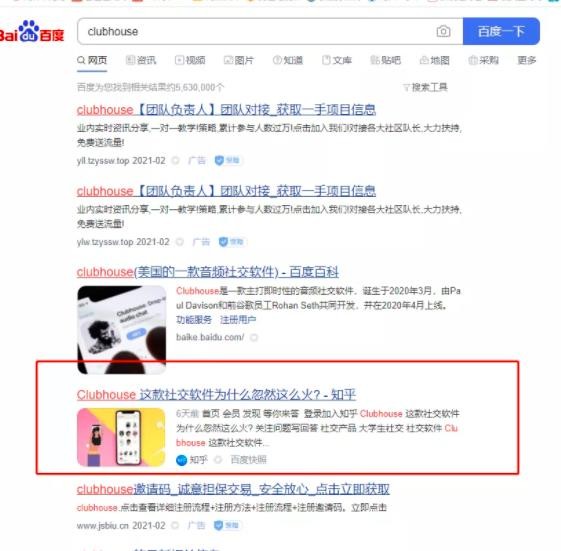 Bai du 百度
clubhouse
百度一下
网页 资讯 视频 图片 知道 文库 贴吧 地图 采购 更多
百度为您找到相关结果约5,630,000个
搜索工具
clubhouse【团队负责人】团队对接_获取一手项目信息
业内实时资讯分享,一对一教学!策略,累计参与人数过万!点击加入我们!对接各大社区队长,大力扶持,
免费送流量!
yll.tzyssw.top 2021-02 广告 保障
clubhouse【团队负责人】团队对接_获取一手项目信息
业内实时资讯分享,一对一教学!策略,累计参与人数过万!点击加入我们!对接各大社区队长,大力扶持,
免费送流量!
ylw.tzyssw.top 2021-02 广告 保障
clubhouse(美国的一款音频社交软件) - 百度百科
Clubhouse是一款主打即时性的音频社交软件，诞生于2020年3月，由Pa
ul Davison和前谷歌员工Rohan Seth共同开发，并在2020年4月上线。
功能服务 注册用户
baike.baidu.com/
Clubhouse: Drop-in
audio chat
Clubhouse 这款社交软件为什么忽然这么火? - 知乎
6天前 首页 会员 发现 等你来答 登录加入知乎 Clubhouse 这款社交软件
为什么忽然这么火? 关注问题写回答 社交产品 大学生社交 社交软件 Clu
bhouse 这款社交软件...
知乎 百度快照
clubhouse邀请码_诚意担保交易_安全放心_点击立即获取
clubhouse.点击查看详细注册流程+注册方法+注册流程+注册邀请码。立即点击
www.jsbiu.cn 2021-02 广告 保障